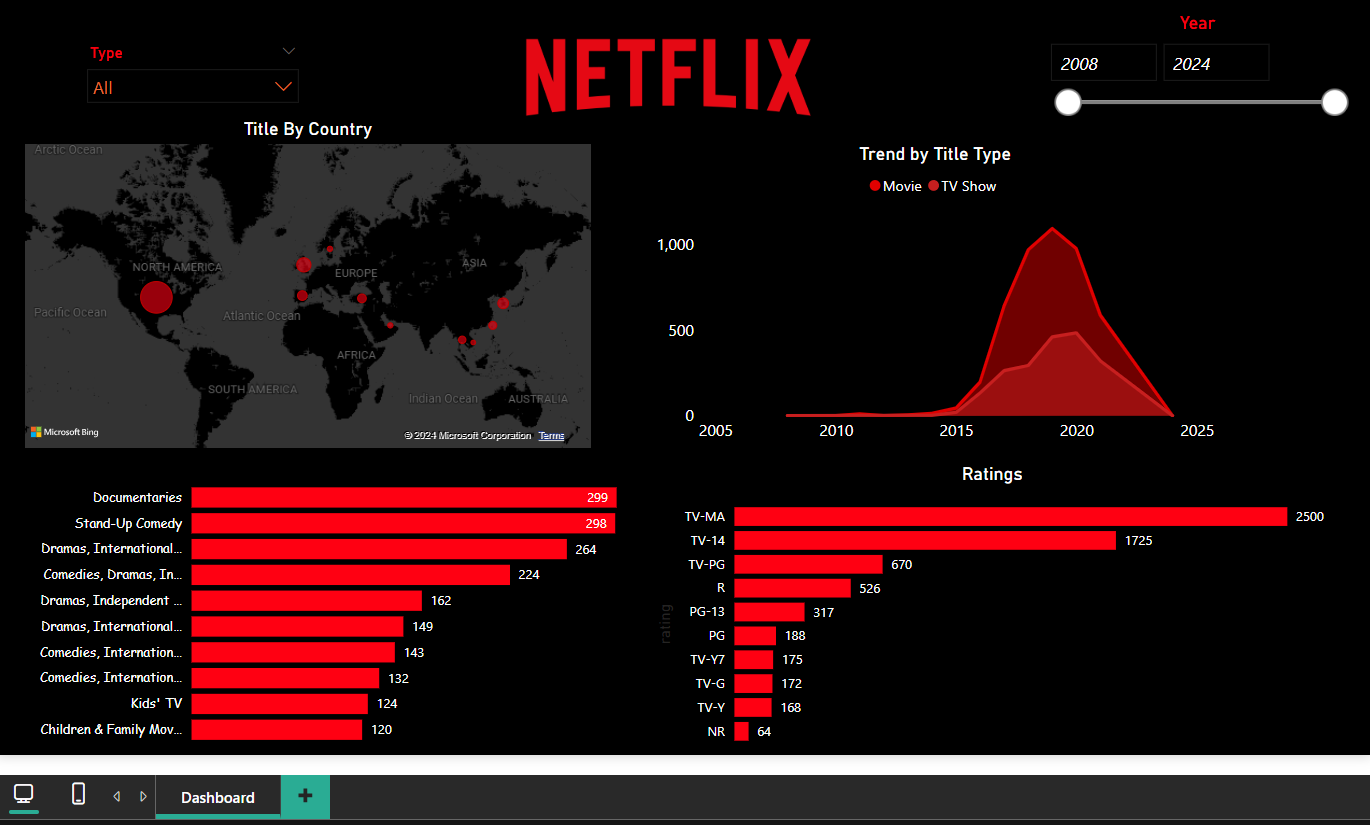 Type
All
NETFLIX
Year
2008 2024
Title By Country
Arctic Ocean
NORTH AMERICA
EUROPE
ASIA
Pacific Ocean
Atlantic Ocean
AFRICA
SOUTH AMERICA
Indian Ocean
AUSTRALIA
Microsoft Bing
© 2024 Microsoft Corporation Terms
Trend by Title Type
Movie TV Show
1,000
500
0
2005 2010 2015 2020 2025
Documentaries 299
Stand-Up Comedy 298
Dramas, International... 264
Comedies, Dramas, In... 224
Dramas, Independent ... 162
Dramas, International... 149
Comedies, Internation... 143
Comedies, Internation... 132
Kids' TV 124
Children & Family Mov... 120
Ratings
rating
TV-MA 2500
TV-14 1725
TV-PG 670
R 526
PG-13 317
PG 188
TV-Y7 175
TV-G 172
TV-Y 168
NR 64
Dashboard
+